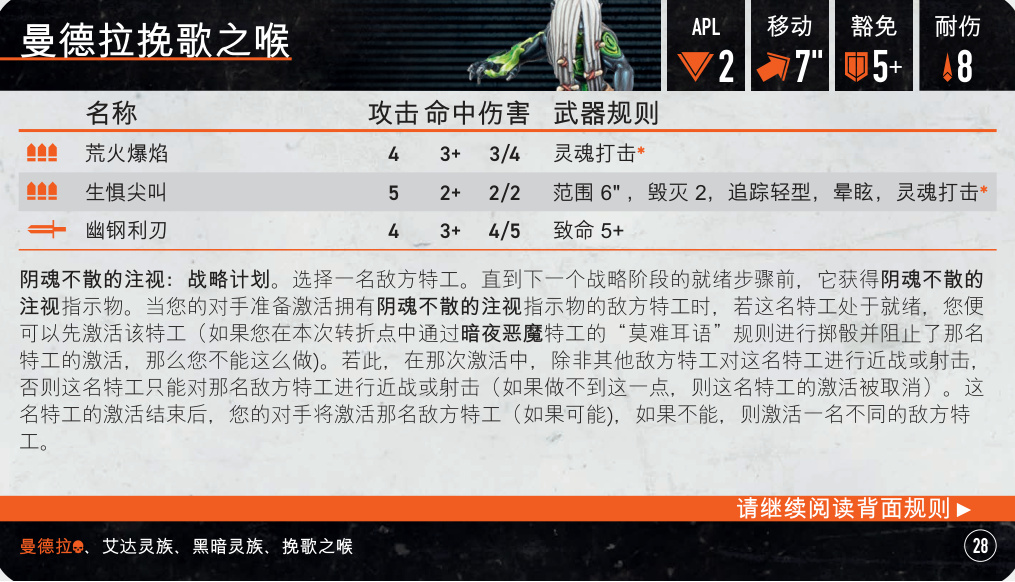 曼德拉挽歌之喉
APL 移动 豁免 耐伤
2 7" 5+ 8
名称 攻击 命中 伤害 武器规则
荒火爆焰 4 3+ 3/4 灵魂打击*
生惧尖叫 5 2+ 2/2 范围 6"，毁灭 2，追踪轻型，晕眩，灵魂打击*
幽钢利刃 4 3+ 4/5 致命 5+
阴魂不散的注视：战略计划。选择一名敌方特工。直到下一个战略阶段的就绪步骤前，它获得阴魂不散的
注视指示物。当您的对手准备激活拥有阴魂不散的注视指示物的敌方特工时，若这名特工处于就绪，您便
可以先激活该特工（如果您在本次转折点中通过暗夜恶魔特工的“莫难耳语”规则进行掷骰并阻止了那名
特工的激活，那么您不能这么做)。若此，在那次激活中，除非其他敌方特工对这名特工进行近战或射击，
否则这名特工只能对那名敌方特工进行近战或射击（如果做不到这一点，则这名特工的激活被取消）。这
名特工的激活结束后，您的对手将激活那名敌方特工（如果可能)，如果不能，则激活一名不同的敌方特
工。
请继续阅读背面规则▶
曼德拉、艾达灵族、黑暗灵族、挽歌之喉
28